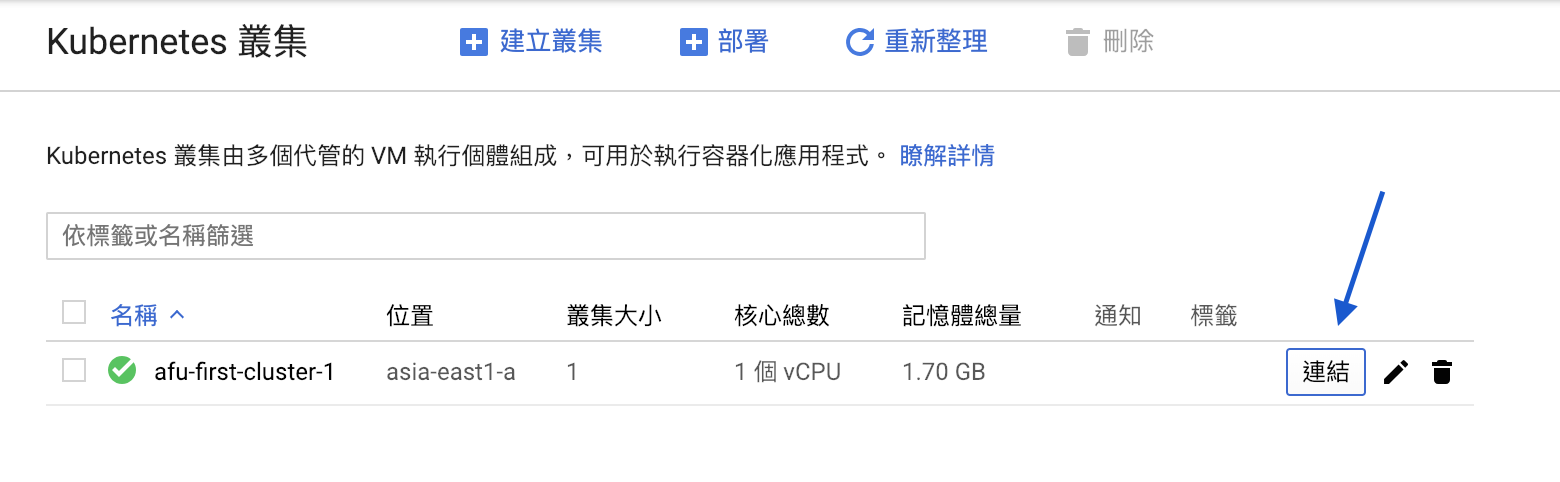 Kubernetes 叢集 建立叢集 部署 重新整理 刪除
Kubernetes 叢集由多個代管的 VM 執行個體組成，可用於執行容器化應用程式。 瞭解詳情
依標籤或名稱篩選
名稱 位置 叢集大小 核心總數 記憶體總量 通知 標籤
afu-first-cluster-1 asia-east1-a 1 1 個 vCPU 1.70 GB 連結